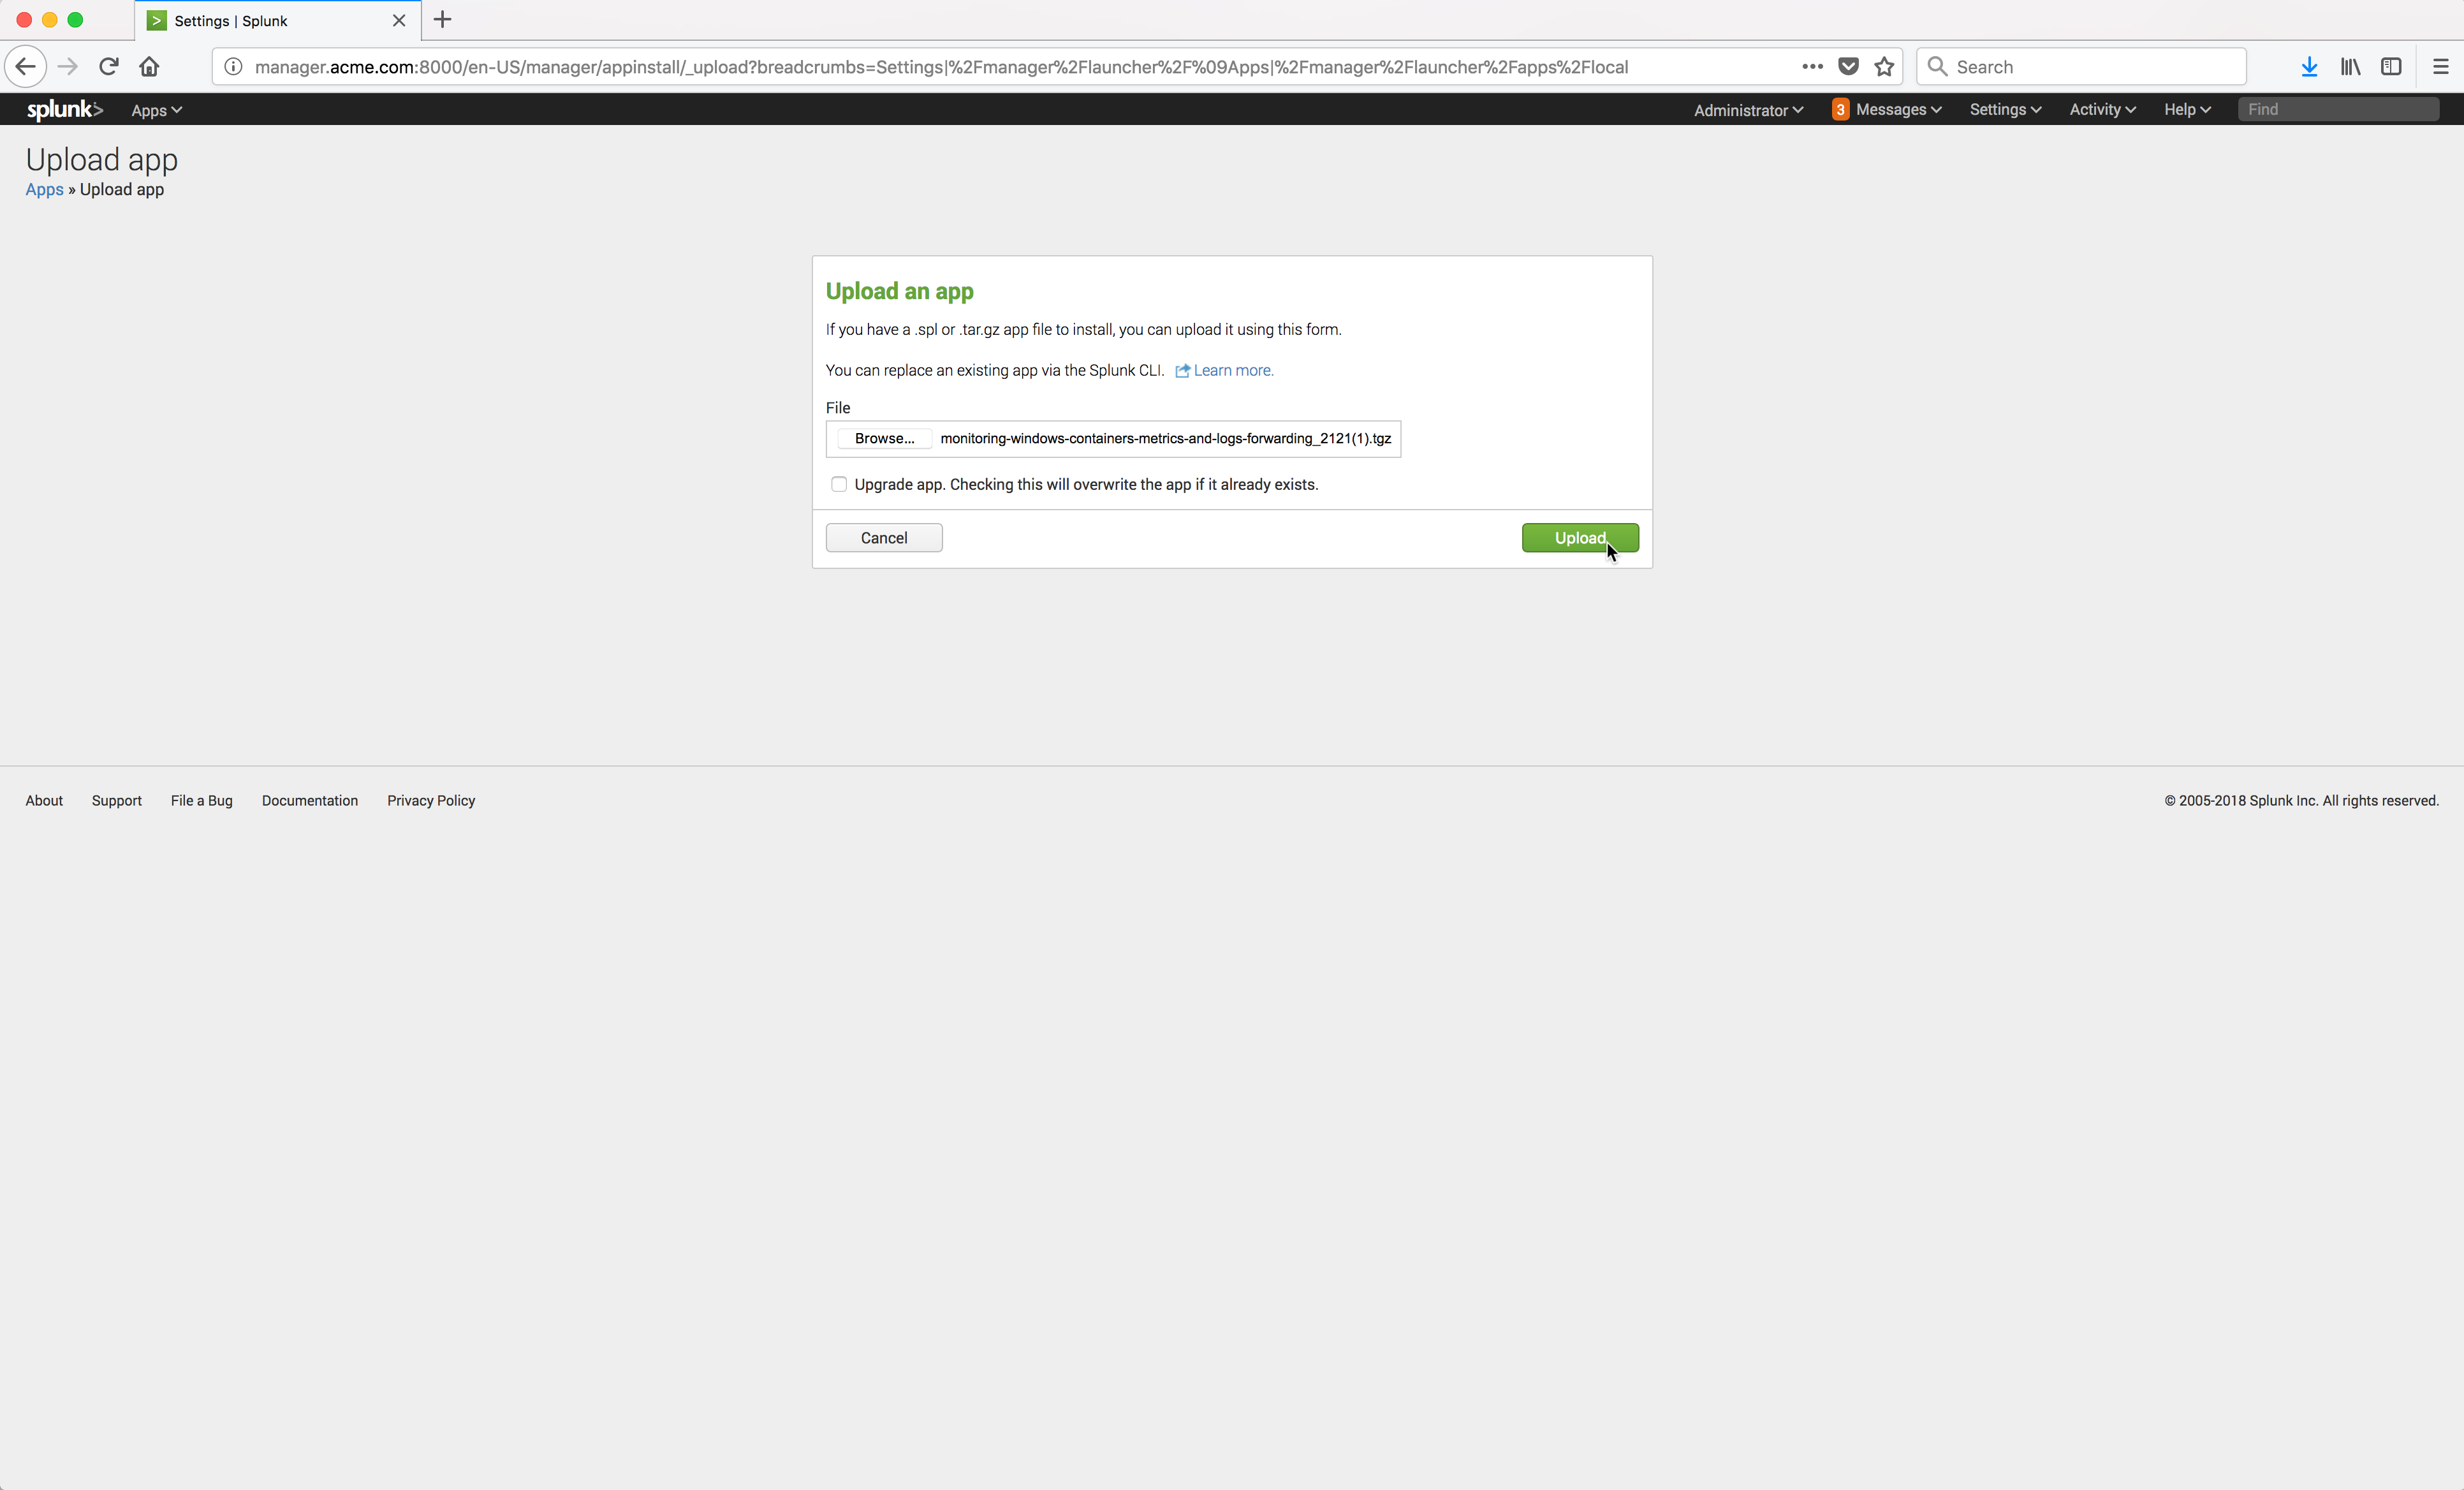 Settings | Splunk
manager.acme.com:8000/en-US/manager/appinstall/_upload?breadcrumbs=Settings|%2Fmanager%2Flauncher%2F%09Apps|%2Fmanager%2Flauncher%2Fapps%2Flocal
Search
splunk> Apps Administrator 3 Messages Settings Activity Help Find
Upload app
Apps » Upload app
Upload an app
If you have a .spl or .tar.gz app file to install, you can upload it using this form.
You can replace an existing app via the Splunk CLI. Learn more.
File
Browse... monitoring-windows-containers-metrics-and-logs-forwarding_2121(1).tgz
Upgrade app. Checking this will overwrite the app if it already exists.
Cancel Upload
About Support File a Bug Documentation Privacy Policy © 2005-2018 Splunk Inc. All rights reserved.